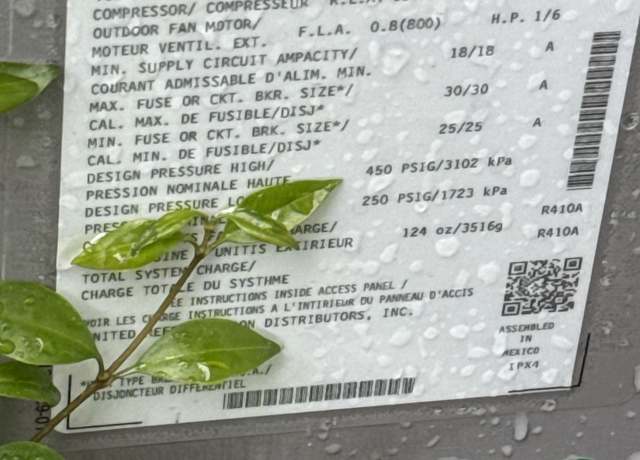 COMPRESSOR/ COMPRESSEUR
OUTDOOR FAN MOTOR/ F.L.A. 0.8(800) H.P. 1/6
MOTEUR VENTIL. EXT.
MIN. SUPPLY CIRCUIT AMPACITY/ 18/18 A
COURANT ADMISSABLE D'ALIM. MIN.
MAX. FUSE OR CKT. BKR. SIZE*/ 30/30 A
CAL. MAX. DE FUSIBLE/DISJ*
MIN. FUSE OR CKT. BRK. SIZE*/ 25/25 A
CAL. MIN. DE FUSIBLE/DISJ*
DESIGN PRESSURE HIGH/ 450 PSIG/3102 kPa
PRESSION NOMINALE HAUTE
DESIGN PRESSURE 250 PSIG/1723 kPa R410A
124 oz/3516g R410A
UNITIS
TOTAL SYSTEM CHARGE/
CHARGE DU SYSTHME
INSTRUCTIONS INSIDE ACCESS PANEL /
LES INSTRUCTIONS A L'INTIRIEUR DU PANNEAU D'ACCIS
DISTRIBUTORS, INC.
TYPE
DISJONCTEUR DIFFERENTIEL
ASSEMBLED
IN
MEXICO
IPX4